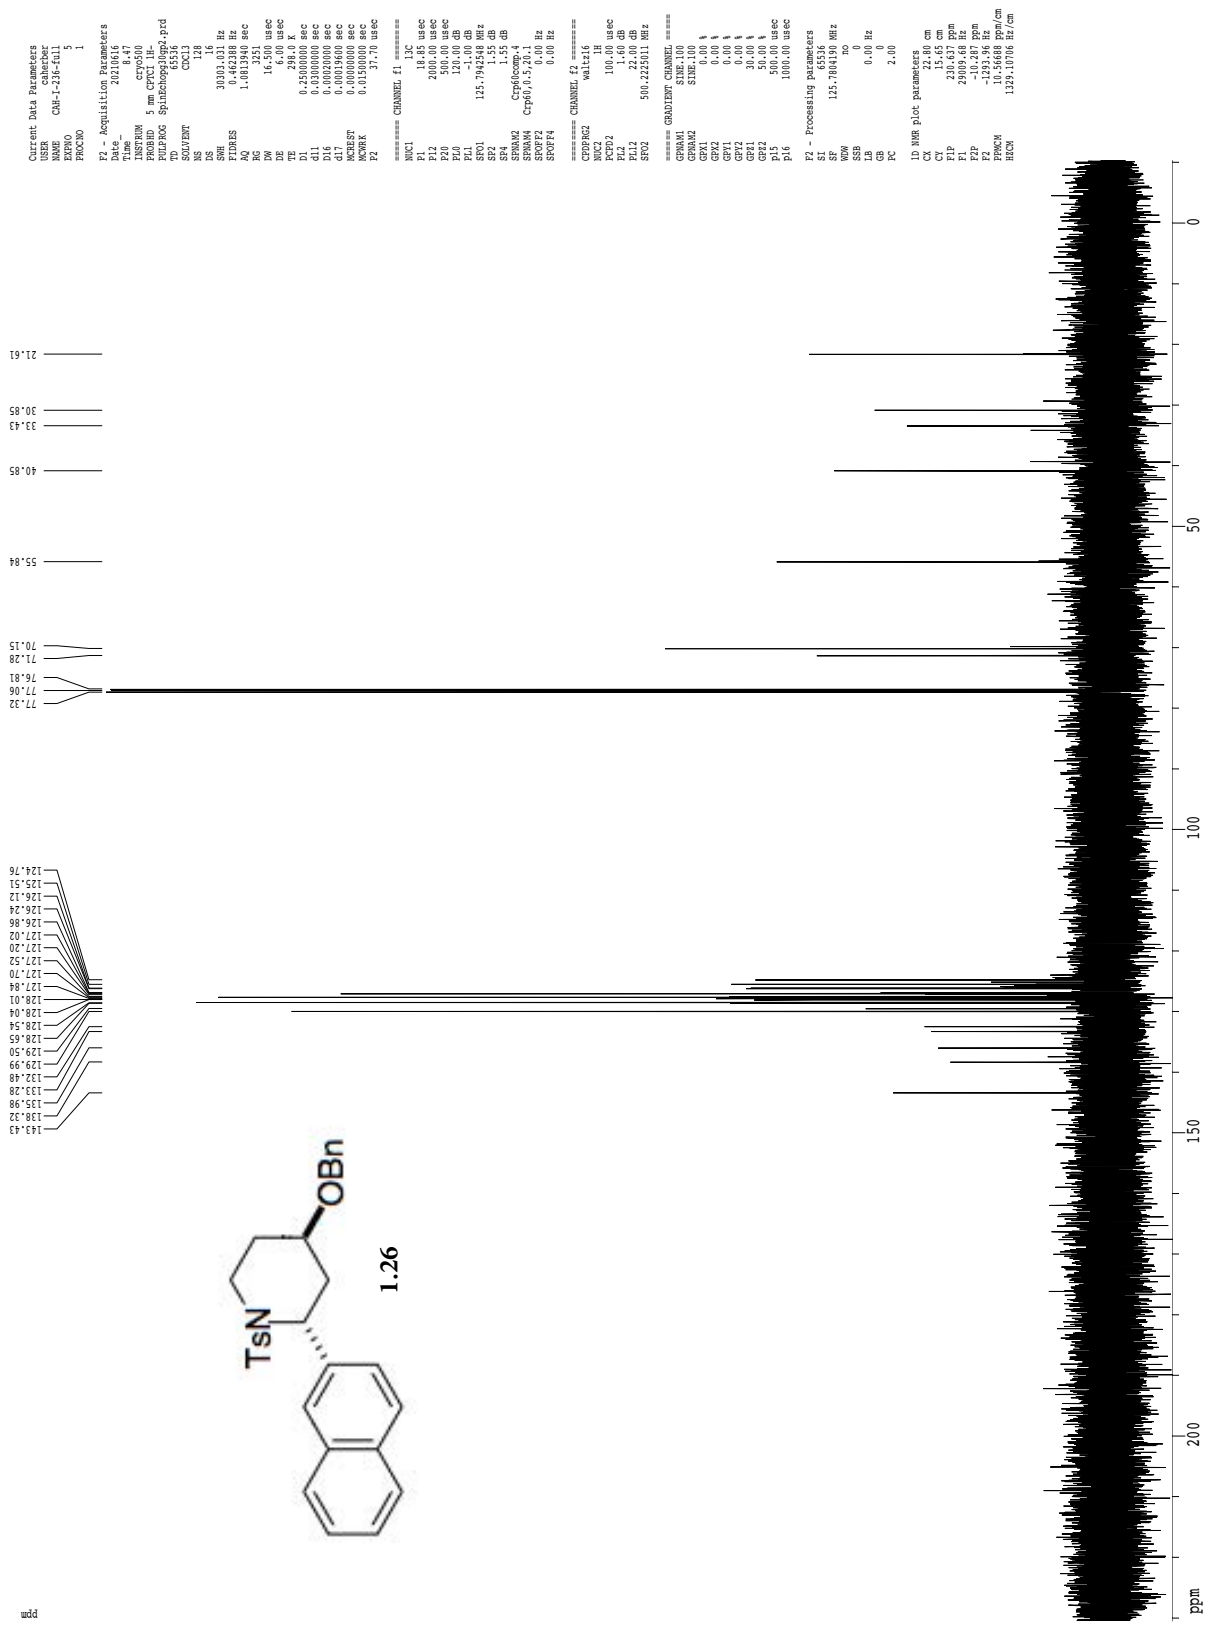 Current Data Parameters
USER caherber
NAME CAH-I-236-full1
EXPNO 5
PROCNO 1
F2 - Acquisition Parameters
Date_ 20210616
Time 8.47
INSTRUM cryo500
PROBHD 5 mm CPTCI 1H-
PULPROG SpinEchopg30gp2.prd
TD 65536
SOLVENT CDCl3
NS 128
DS 16
SWH 30303.031 Hz
FIDRES 0.462388 Hz
AQ 1.0813940 sec
RG 3251
DW 16.500 usec
DE 6.00 usec
TE 298.0 K
D1 0.25000000 sec
d11 0.03000000 sec
D16 0.00020000 sec
d17 0.00019600 sec
MCREST 0.00000000 sec
MCWRK 0.01500000 sec
P2 37.70 usec
======== CHANNEL f1 ========
NUC1 13C
P1 18.85 usec
P12 2000.00 usec
P20 500.00 usec
PL0 120.00 dB
PL1 -1.00 dB
SFO1 125.7942548 MHz
SP2 1.55 dB
SP4 1.55 dB
SPNAM2 Crp60comp.4
SPNAM4 Crp60,0.5,20.1
SPOFF2 0.00 Hz
SPOFF4 0.00 Hz
======== CHANNEL f2 ========
CPDPRG2 waltz16
NUC2 1H
PCPD2 100.00 usec
PL2 1.60 dB
PL12 22.00 dB
SFO2 500.2225011 MHz
====== GRADIENT CHANNEL =====
GPNAM1 SINE.100
GPNAM2 SINE.100
GPX1 0.00 %
GPX2 0.00 %
GPY1 0.00 %
GPY2 0.00 %
GPZ1 30.00 %
GPZ2 50.00 %
p15 500.00 usec
p16 1000.00 usec
F2 - Processing parameters
SI 65536
SF 125.7804190 MHz
WDW no
SSB 0
LB 0.00 Hz
GB 0
PC 2.00
1D NMR plot parameters
CX 22.80 cm
CY 15.65 cm
F1P 230.637 ppm
F1 29009.68 Hz
F2P -10.287 ppm
F2 -1293.96 Hz
PPMCM 10.56688 ppm/cm
HZCM 1329.10706 Hz/cm
ppm
143.43
138.32
135.98
133.28
132.48
129.99
129.50
128.65
128.54
128.04
128.01
127.84
127.70
127.52
127.20
127.02
126.86
126.24
126.12
125.51
124.76
77.32
77.06
76.81
71.28
70.15
55.84
40.85
33.43
30.85
21.61
TsN
OBn
1.26
ppm
200
150
100
50
0